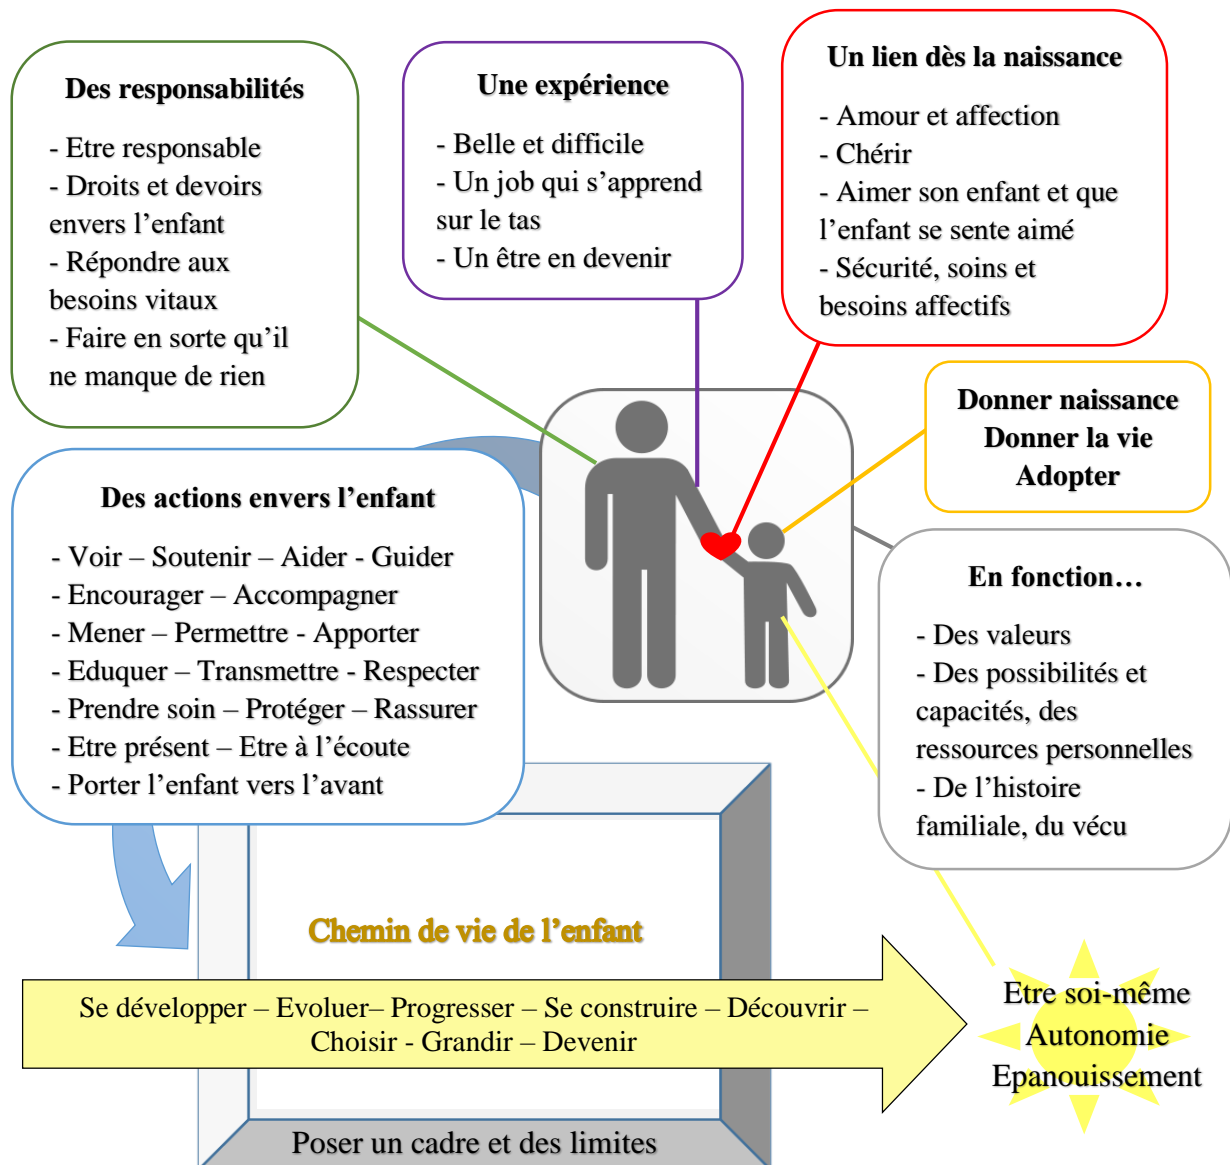 Des responsabilités
- Etre responsable
- Droits et devoirs
envers l’enfant
- Répondre aux
besoins vitaux
- Faire en sorte qu’il
ne manque de rien
Une expérience
- Belle et difficile
- Un job qui s’apprend
sur le tas
- Un être en devenir
Un lien dès la naissance
- Amour et affection
- Chérir
- Aimer son enfant et que
l’enfant se sente aimé
- Sécurité, soins et
besoins affectifs
Donner naissance
Donner la vie
Adopter
Des actions envers l’enfant
- Voir – Soutenir – Aider - Guider
- Encourager – Accompagner
- Mener – Permettre - Apporter
- Eduquer – Transmettre - Respecter
- Prendre soin – Protéger – Rassurer
- Etre présent – Etre à l’écoute
- Porter l’enfant vers l’avant
En fonction…
- Des valeurs
- Des possibilités et
capacités, des
ressources personnelles
- De l’histoire
familiale, du vécu
Chemin de vie de l’enfant
Se développer – Evoluer– Progresser – Se construire – Découvrir –
Choisir - Grandir – Devenir
Etre soi-même
Autonomie
Epanouissement
Poser un cadre et des limites